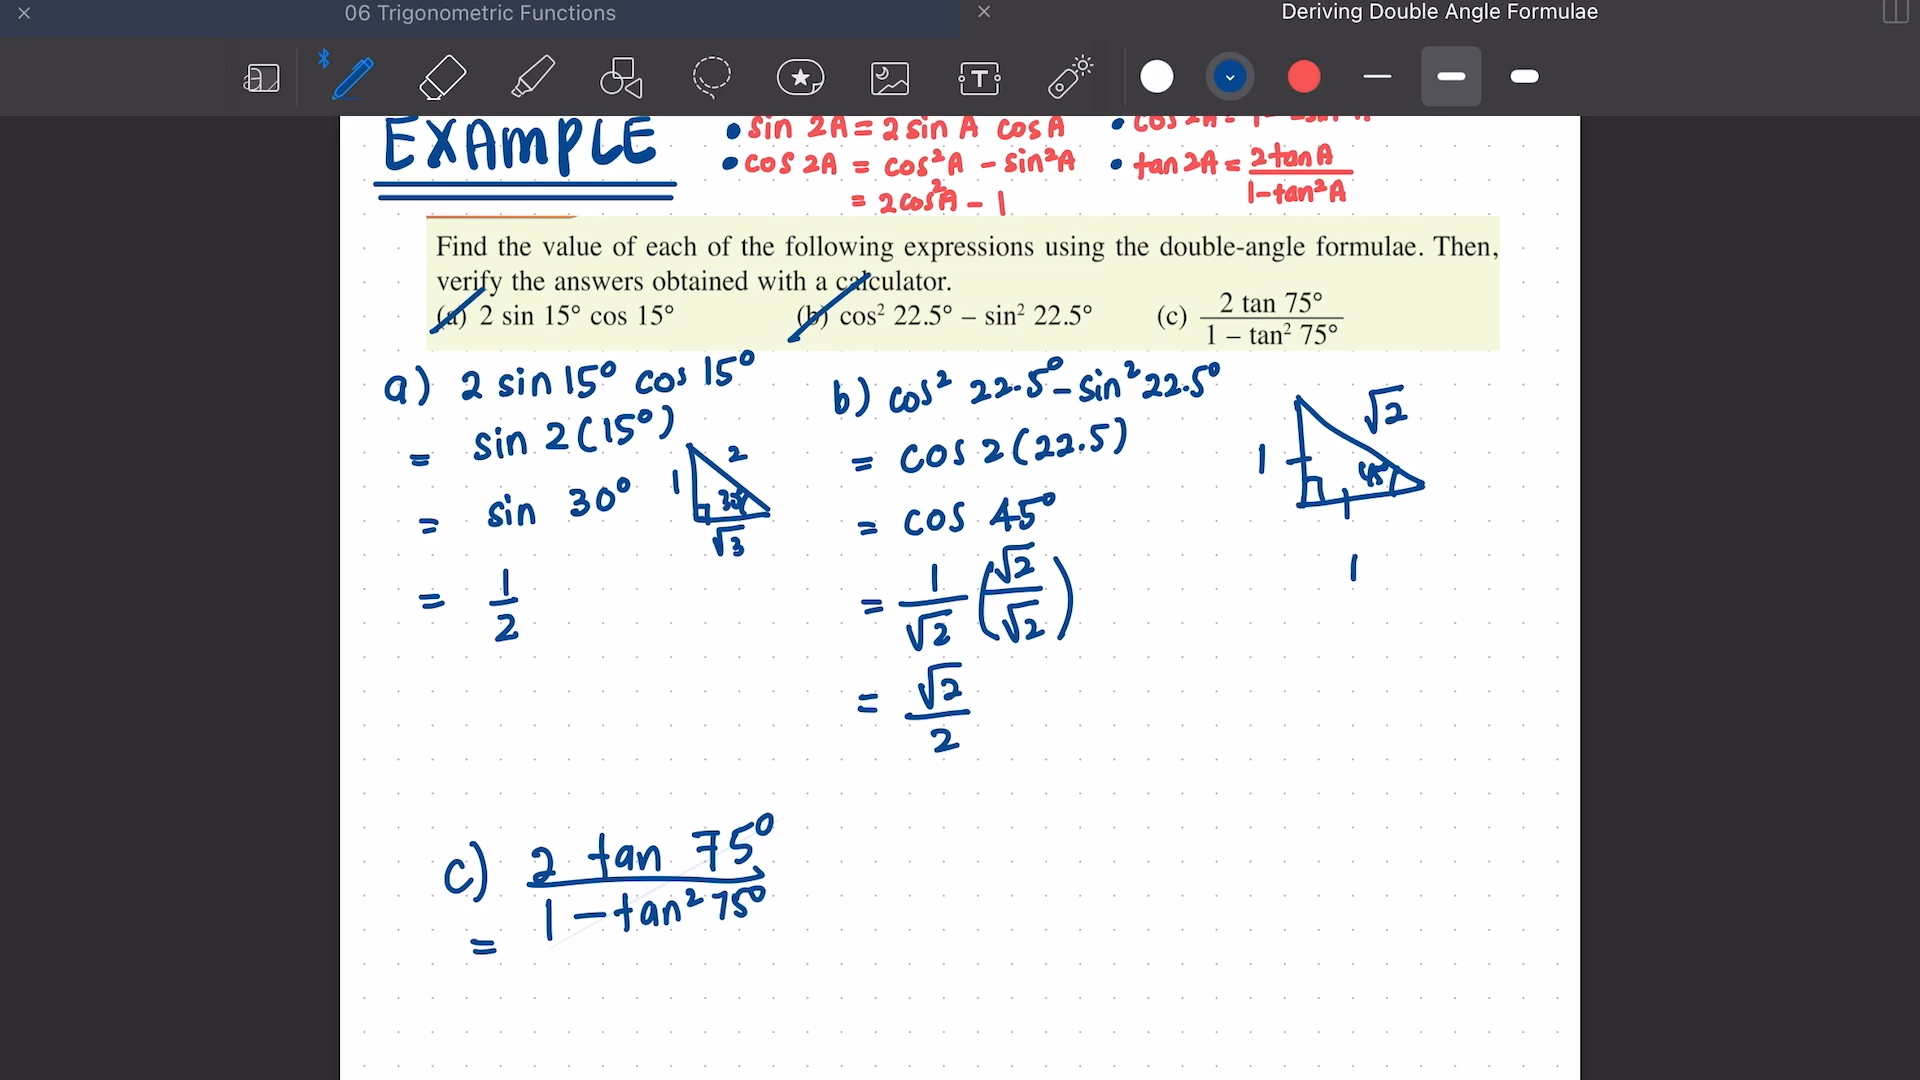 06 Trigonometric Functions
Deriving Double Angle Formulae
EXAMPLE
• sin 2A = 2 sin A cos A
• cos 2A = cos²A - sin²A
= 2cos²A - 1
• tan 2A = 2tanA / 1-tan²A
Find the value of each of the following expressions using the double-angle formulae. Then,
verify the answers obtained with a calculator.
(a) 2 sin 15° cos 15° (b) cos² 22.5° – sin² 22.5° (c) 2 tan 75° / 1 – tan² 75°
a) 2 sin 15° cos 15°
= sin 2(15°)
= sin 30°
= 1/2
1 2 30° √3
b) cos² 22.5° - sin² 22.5°
= cos 2(22.5)
= cos 45°
= 1/√2 (√2/√2)
= √2/2
1 √2 45° 1
c) 2 tan 75° / 1 - tan² 75°
=